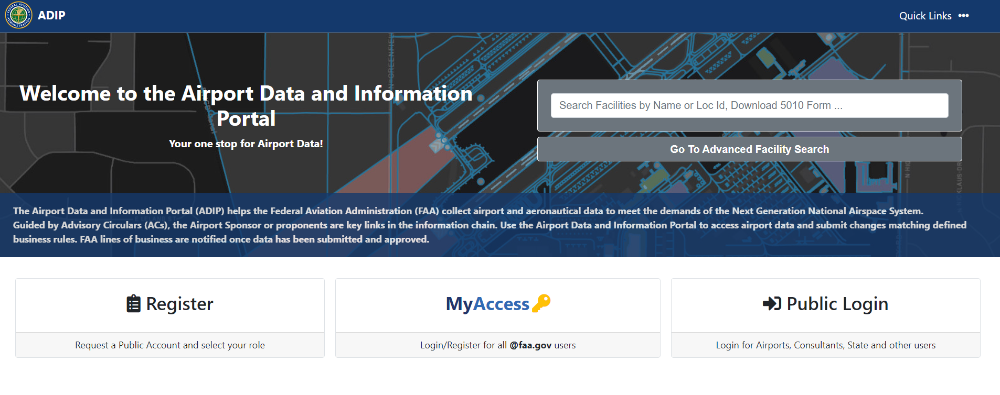 FEDERAL AVIATION ADMINISTRATION
ADIP
Quick Links
Welcome to the Airport Data and Information
Portal
Your one stop for Airport Data!
Search Facilities by Name or Loc Id, Download 5010 Form ...
Go To Advanced Facility Search
N GREENFIEL
The Airport Data and Information Portal (ADIP) helps the Federal Aviation Administration (FAA) collect airport and aeronautical data to meet the demands of the Next Generation National Airspace System.
Guided by Advisory Circulars (ACs), the Airport Sponsor or proponents are key links in the information chain. Use the Airport Data and Information Portal to access airport data and submit changes matching defined
business rules. FAA lines of business are notified once data has been submitted and approved.
Register
Request a Public Account and select your role
MyAccess
Login/Register for all @faa.gov users
Public Login
Login for Airports, Consultants, State and other users